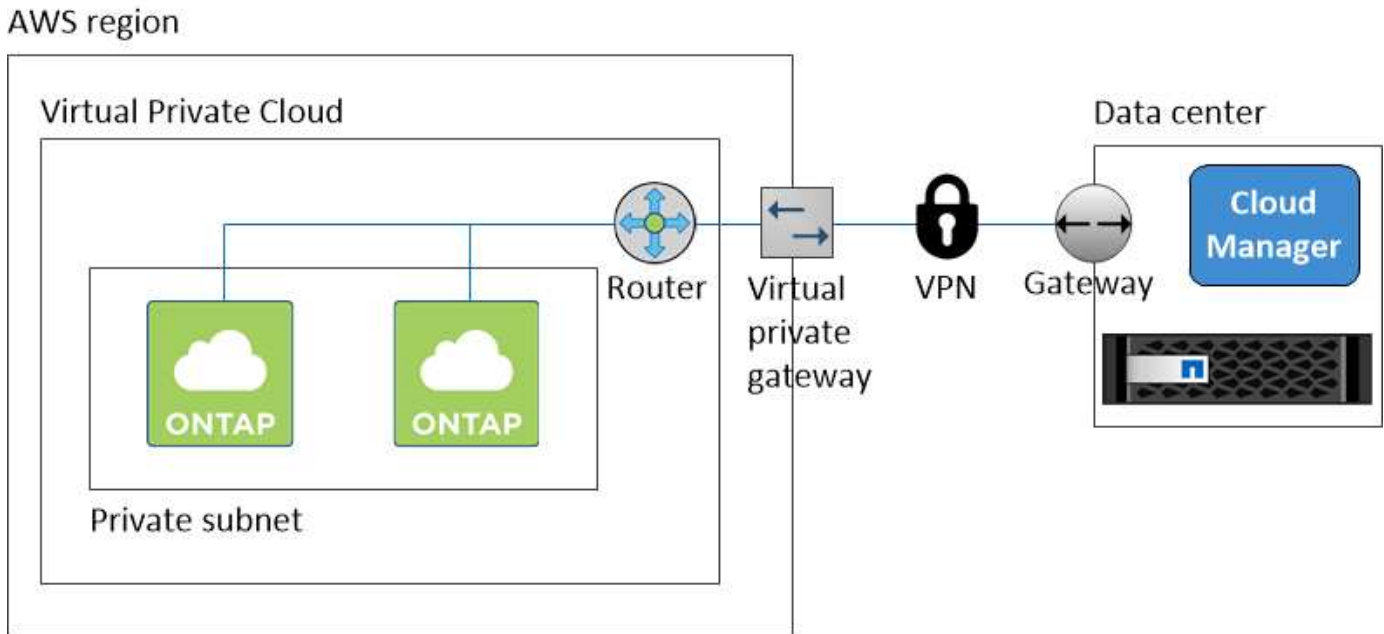 AWS region
Virtual Private Cloud
Data center
Cloud
Manager
Router
Virtual
private
gateway
VPN
Gateway
ONTAP
ONTAP
Private subnet